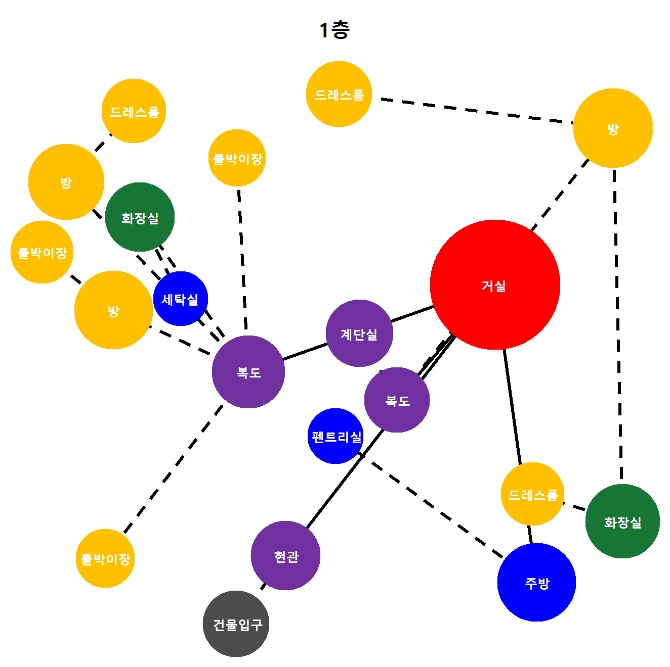 1층
드레스룸
드레스룸
방
붙박이장
방
화장실
붙박이장
거실
세탁실
방
계단실
복도
복도
펜트리실
드레스룸
화장실
현관
붙박이장
주방
건물입구